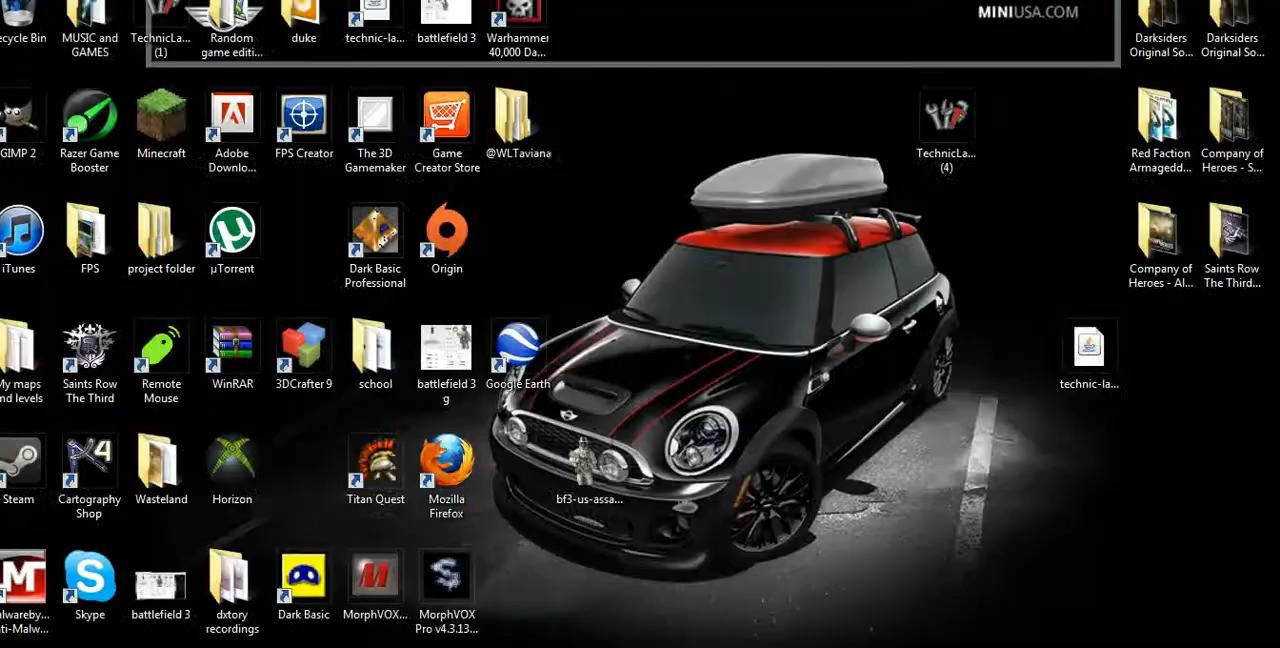 MINIUSA.COM
ecycle Bin
MUSIC and
GAMES
TechnicLa...
(1)
Random
game editi...
duke
technic-la...
battlefield 3
Warhammer
40,000 Da...
Darksiders
Original So...
Darksiders
Original So...
GIMP 2
Razer Game
Booster
Minecraft
Adobe
Downlo...
FPS Creator
The 3D
Gamemaker
Game
Creator Store
@WLTaviana
TechnicLa...
(4)
Red Faction
Armagedd...
Company of
Heroes - S...
iTunes
FPS
project folder
µTorrent
Dark Basic
Professional
Origin
Company of
Heroes - Al...
Saints Row
The Third...
My maps
nd levels
Saints Row
The Third
Remote
Mouse
WinRAR
3DCrafter 9
school
battlefield 3
g
Google Earth
technic-la...
Steam
Cartography
Shop
Wasteland
Horizon
Titan Quest
Mozilla
Firefox
bf3-us-assa...
alwareby...
ti-Malw...
Skype
battlefield 3
dxtory
recordings
Dark Basic
MorphVOX...
MorphVOX
Pro v4.3.13...